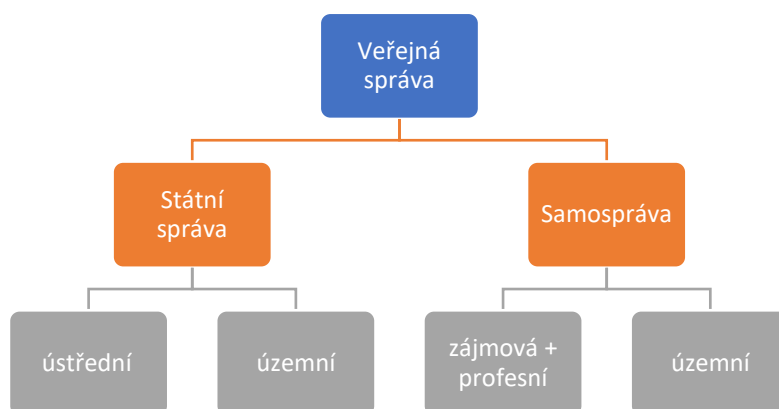 Veřejná
správa
Státní
správa
Samospráva
ústřední
územní
zájmová +
profesní
územní